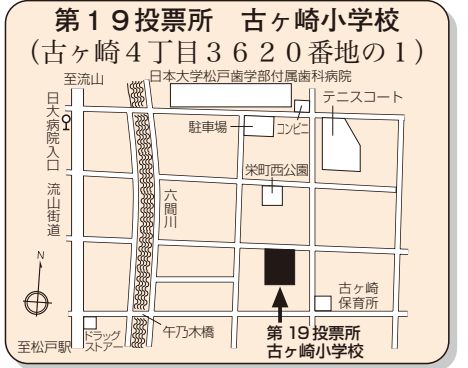 第19投票所　古ヶ崎小学校
（古ヶ崎４丁目３６２０番地の１）
至流山
日本大学松戸歯学部付属歯科病院
テニスコート
日大病院入口
駐車場
コンビニ
栄町西公園
流山街道
六間川
N
古ヶ崎
保育所
ドラッグ
ストアー
午乃木橋
第19投票所
古ヶ崎小学校
至松戸駅